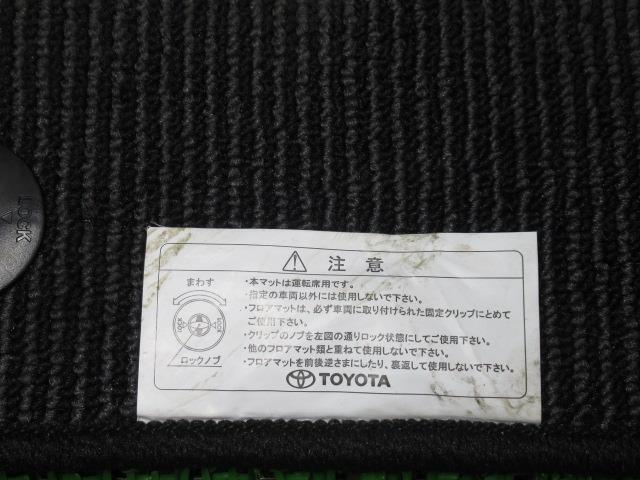 LOCK
注意
まわす
LOCK
ロックノブ
・本マットは運転席用です。
・指定の車両以外には使用しないで下さい。
・フロアマットは、必ず車両に取り付けられた固定クリップにとめて
ご使用下さい。
・クリップのノブを左図の通りロック状態にしてご使用下さい。
・他のフロアマット類と重ねて使用しないで下さい。
・フロアマットを前後逆さまにしたり、裏返して使用しないで下さい。
TOYOTA